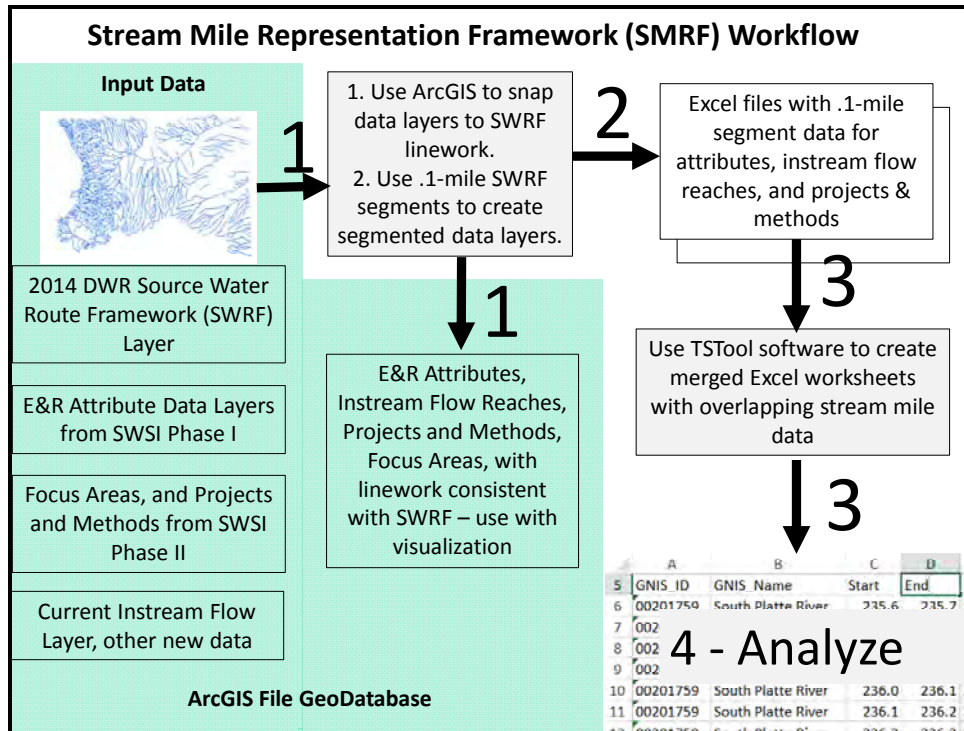 Stream Mile Representation Framework (SMRF) Workflow
Input Data
2014 DWR Source Water
Route Framework (SWRF)
Layer
E&R Attribute Data Layers
from SWSI Phase I
Focus Areas, and Projects
and Methods from SWSI
Phase II
Current Instream Flow
Layer, other new data
ArcGIS File GeoDatabase
1
1. Use ArcGIS to snap
data layers to SWRF
linework.
2. Use .1-mile SWRF
segments to create
segmented data layers.
1
E&R Attributes,
Instream Flow Reaches,
Projects and Methods,
Focus Areas, with
linework consistent
with SWRF – use with
visualization
2
Excel files with .1-mile
segment data for
attributes, instream flow
reaches, and projects &
methods
3
Use TSTool software to create
merged Excel worksheets
with overlapping stream mile
data
3
A B C D
5 GNIS_ID GNIS_Name Start End
6 00201759 South Platte River 235.6 235.7
7 002
8 002
9 002
4 - Analyze
10 00201759 South Platte River 236.0 236.1
11 00201759 South Platte River 236.1 236.2